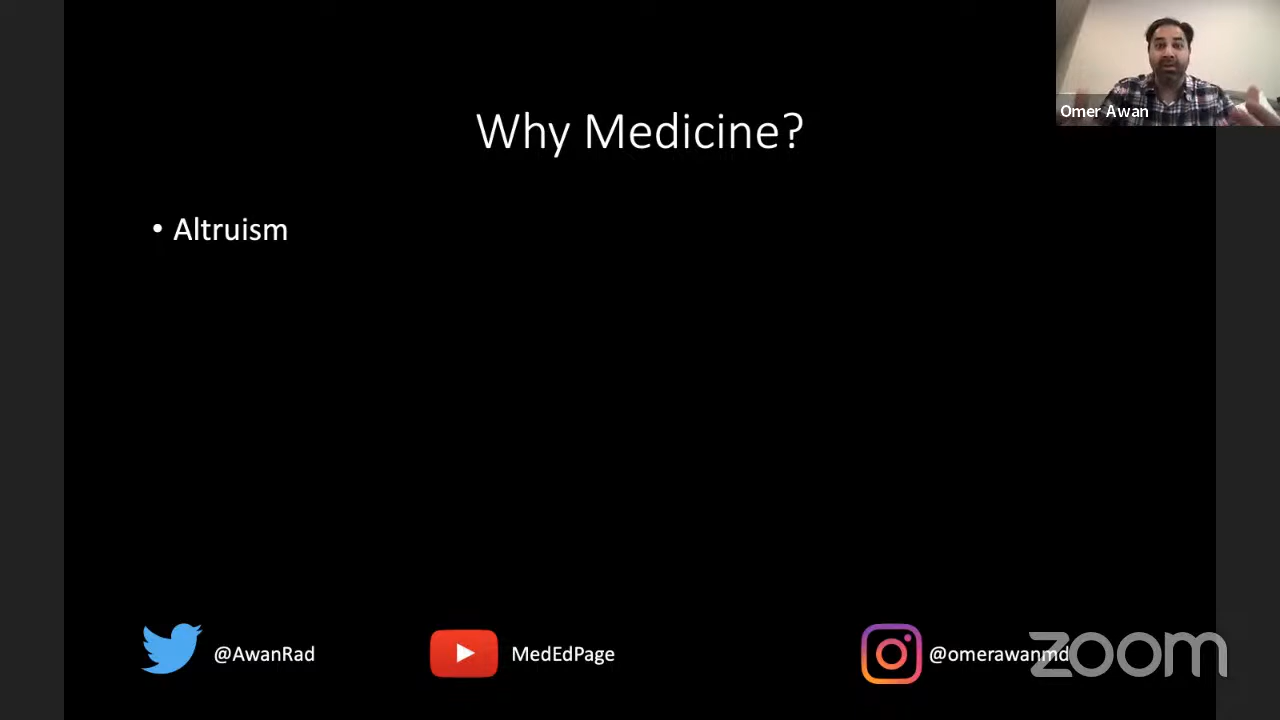 Omer Awan
Why Medicine?
• Altruism
@AwanRad
MedEdPage
@omerawanmd
zoom